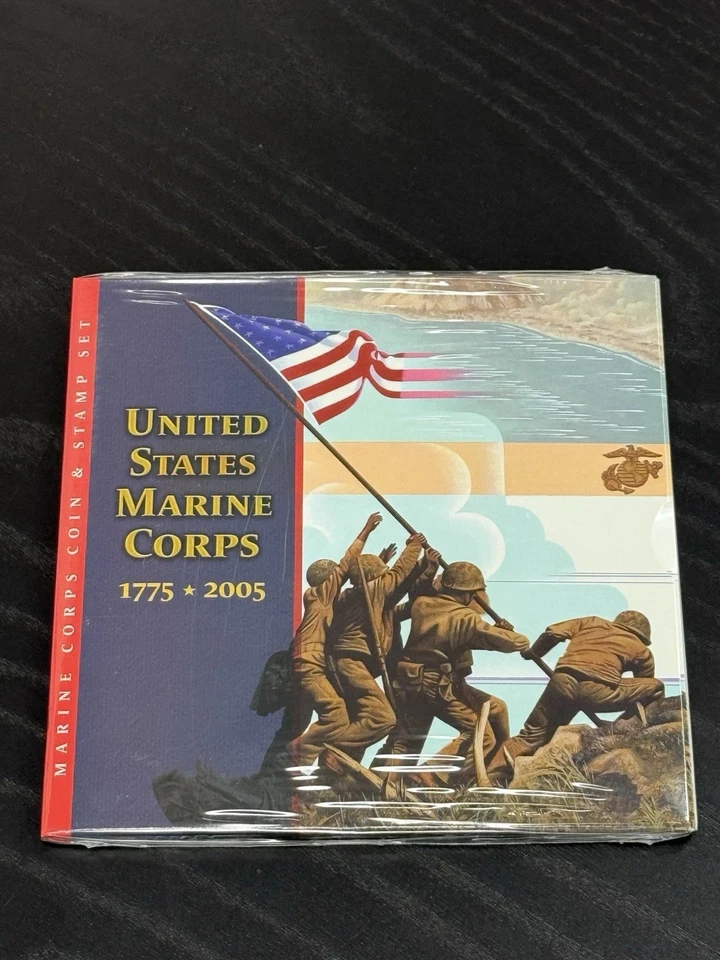 MARINE CORPS COIN & STAMP SET
UNITED
STATES
MARINE
CORPS
1775 ★ 2005